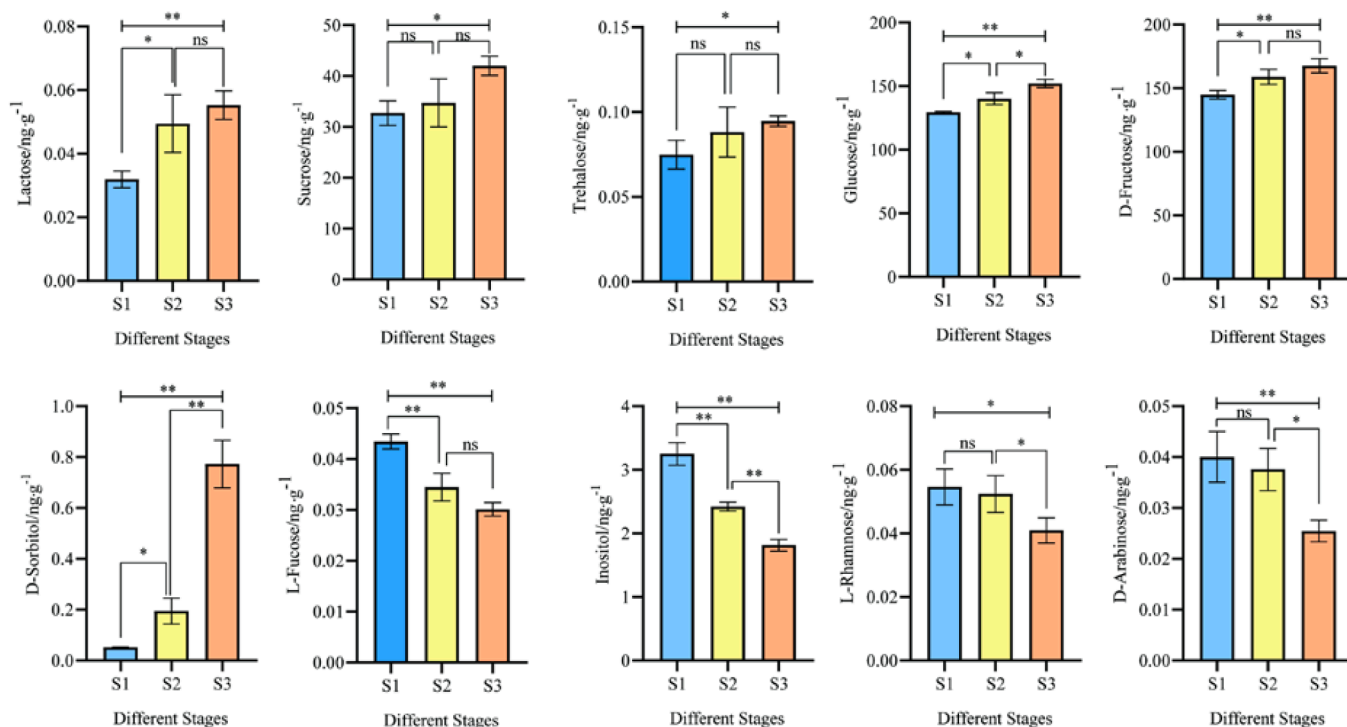 Lactose/ng·g-1
0.08
0.06
0.04
0.02
0.00
**
*
ns
S1
S2
S3
Different Stages
Sucrose/ng·g-1
50
40
30
20
10
0
*
ns
ns
S1
S2
S3
Different Stages
Trehalose/ng·g-1
0.15
0.10
0.05
0.00
*
ns
ns
S1
S2
S3
Different Stages
Glucose/ng·g-1
200
150
100
50
0
**
*
*
S1
S2
S3
Different Stages
D-Fructose/ng·g-1
200
150
100
50
0
**
*
ns
S1
S2
S3
Different Stages
D-Sorbitol/ng·g-1
1.0
0.8
0.6
0.4
0.2
0.0
**
**
*
S1
S2
S3
Different Stages
L-Fucose/ng·g-1
0.05
0.04
0.03
0.02
0.01
0.00
**
**
ns
S1
S2
S3
Different Stages
Inositol/ng·g-1
4
3
2
1
0
**
**
**
S1
S2
S3
Different Stages
L-Rhamnose/ng·g-1
0.08
0.06
0.04
0.02
0.00
*
ns
*
S1
S2
S3
Different Stages
D-Arabinose/ng·g-1
0.05
0.04
0.03
0.02
0.01
0.00
**
ns
*
S1
S2
S3
Different Stages